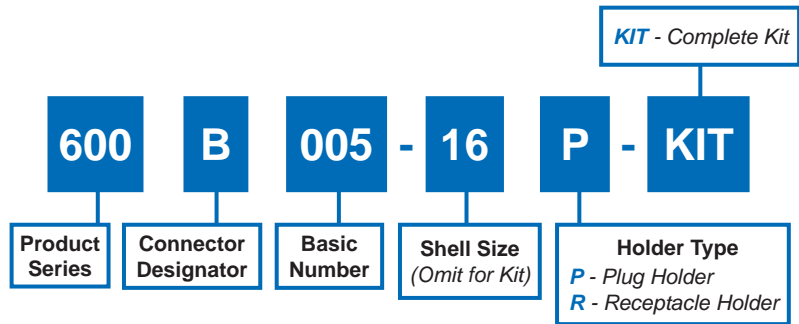 KIT - Complete Kit
600 B 005 - 16 P - KIT
Product
Series
Connector
Designator
Basic
Number
Shell Size
(Omit for Kit)
Holder Type
P - Plug Holder
R - Receptacle Holder